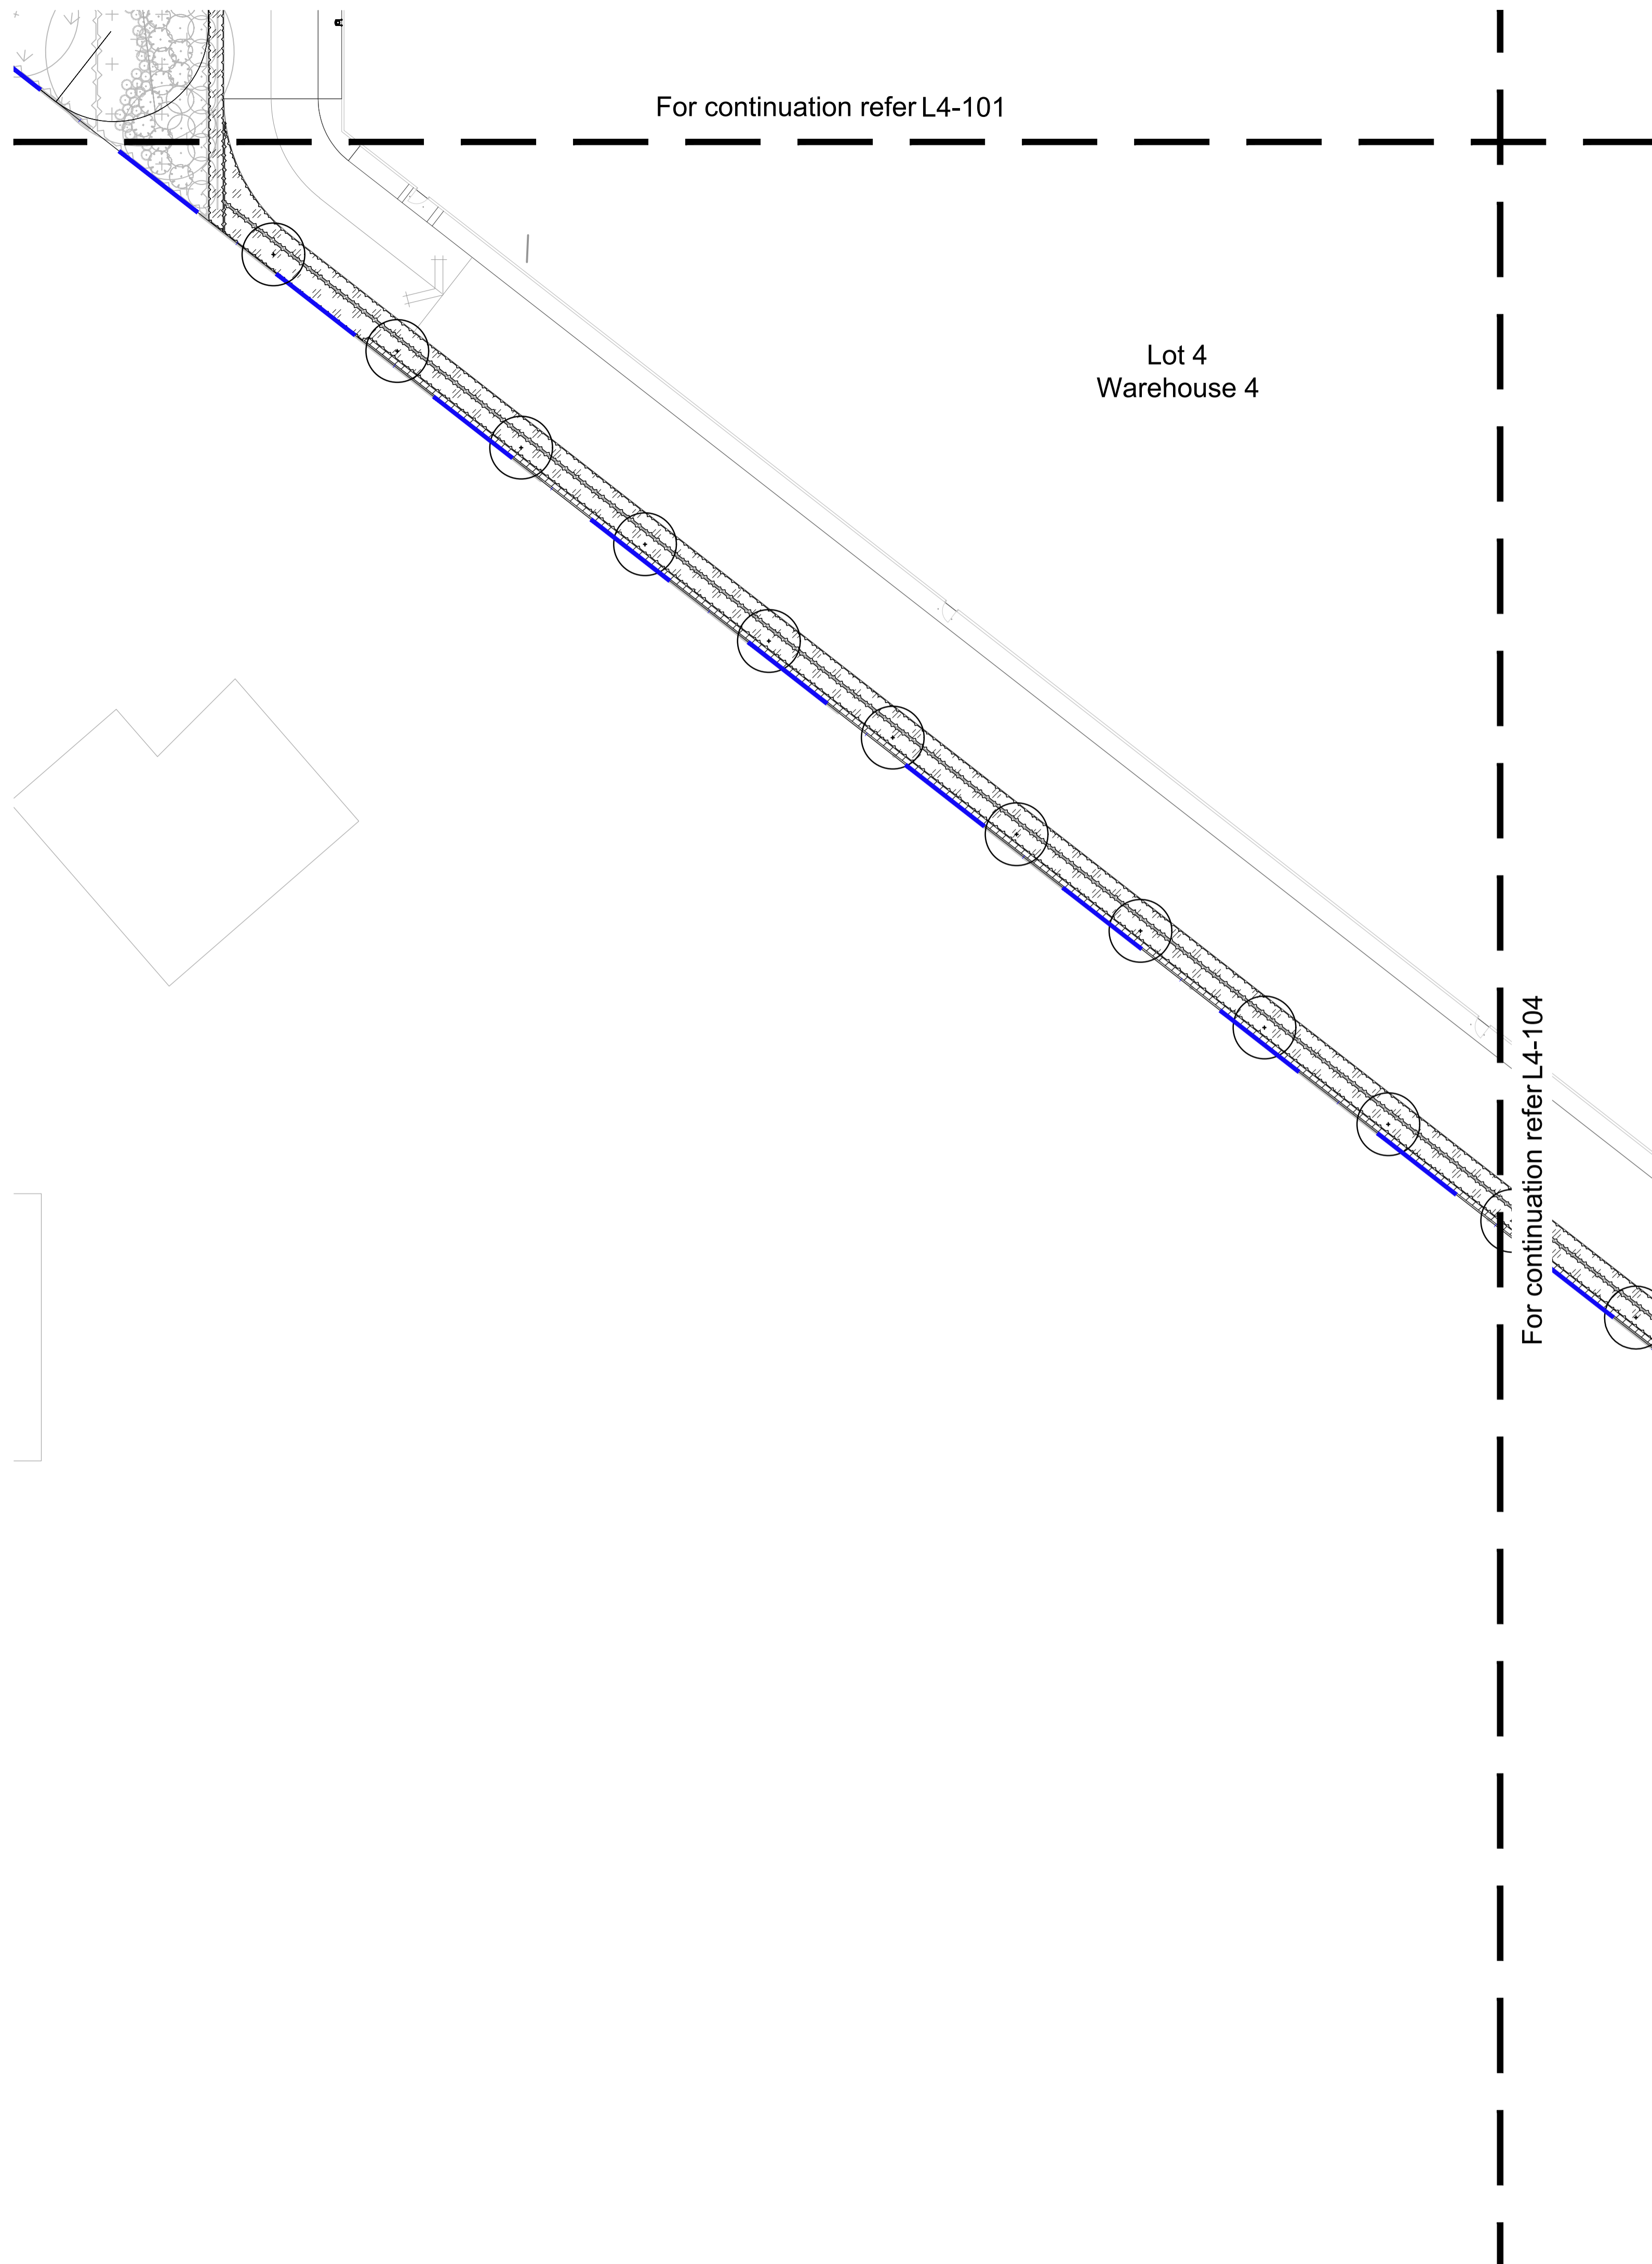 For continuation refer L4-101
Lot 4
Warehouse 4
For continuation refer L4-104